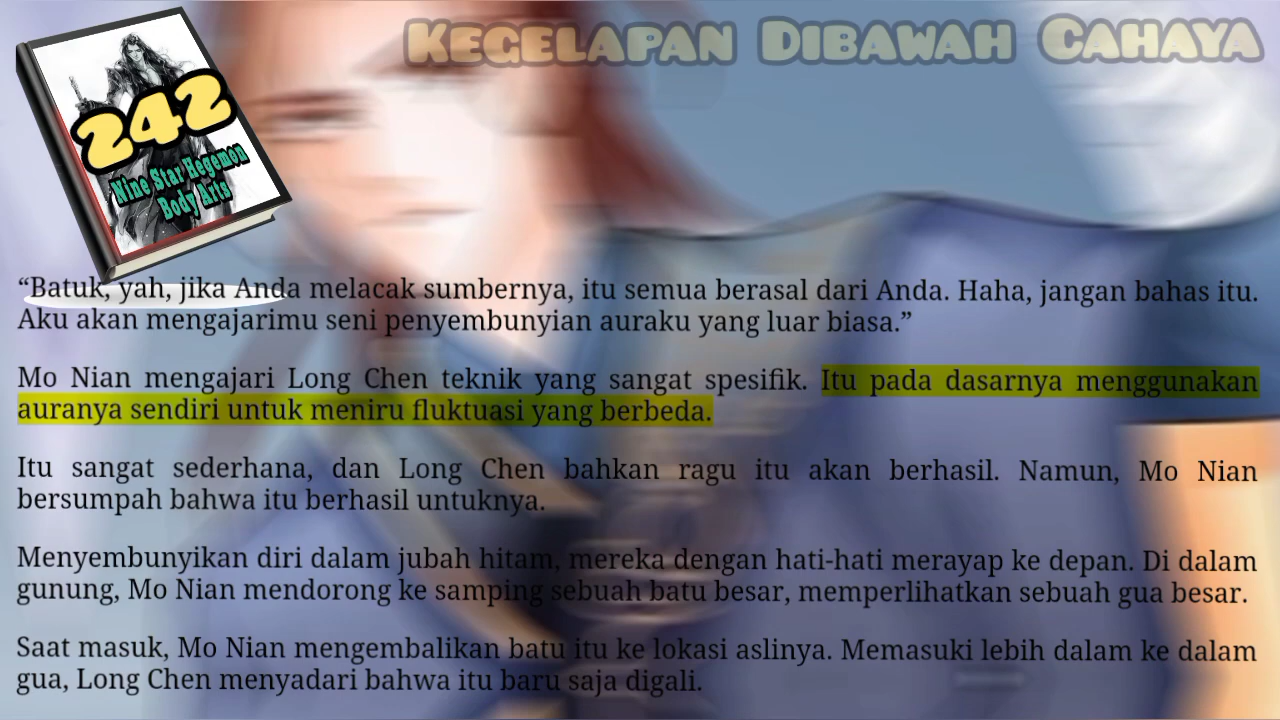 Kegelapan Dibawah Cahaya
242
Nine Star Hegemon
Body Arts
“Batuk, yah, jika Anda melacak sumbernya, itu semua berasal dari Anda. Haha, jangan bahas itu.
Aku akan mengajarimu seni penyembunyian auraku yang luar biasa.”
Mo Nian mengajari Long Chen teknik yang sangat spesifik. Itu pada dasarnya menggunakan
auranya sendiri untuk meniru fluktuasi yang berbeda.
Itu sangat sederhana, dan Long Chen bahkan ragu itu akan berhasil. Namun, Mo Nian
bersumpah bahwa itu berhasil untuknya.
Menyembunyikan diri dalam jubah hitam, mereka dengan hati-hati merayap ke depan. Di dalam
gunung, Mo Nian mendorong ke samping sebuah batu besar, memperlihatkan sebuah gua besar.
Saat masuk, Mo Nian mengembalikan batu itu ke lokasi aslinya. Memasuki lebih dalam ke dalam
gua, Long Chen menyadari bahwa itu baru saja digali.